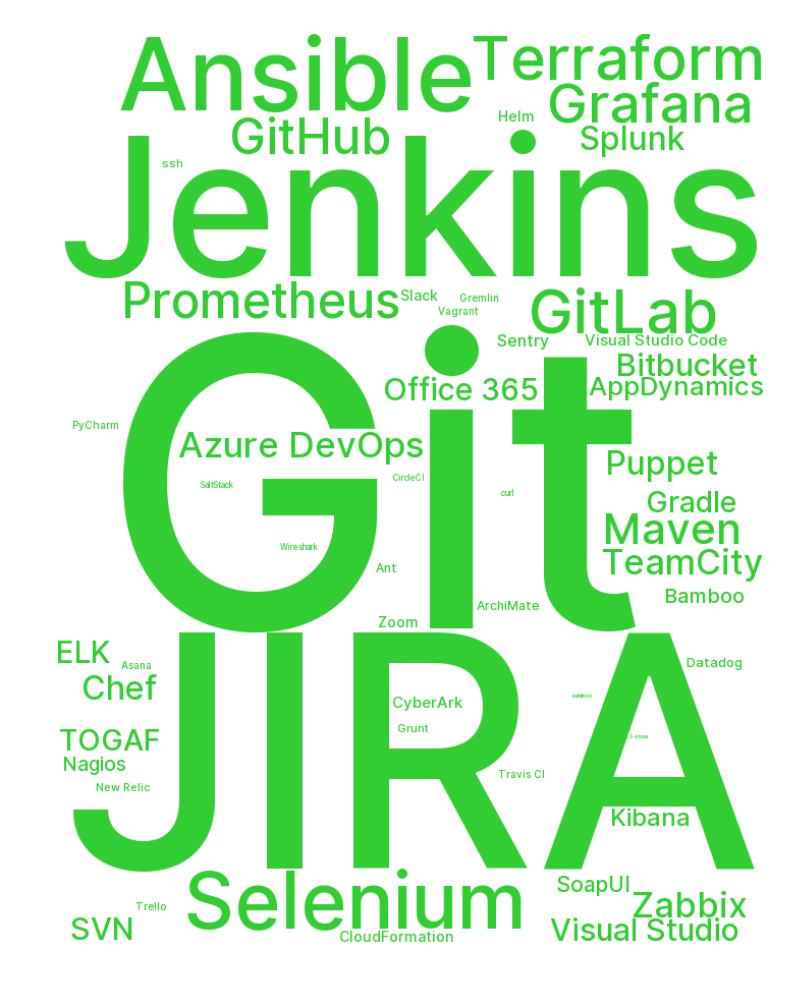 Ansible
Terraform
Grafana
Helm
GitHub
Splunk
ssh
Jenkins
Prometheus
Slack
Gremlin
GitLab
Vagrant
Sentry
Visual Studio Code
Bitbucket
Office 365
AppDynamics
Git
PyCharm
Azure DevOps
Puppet
SaltStack
CircleCI
curl
Gradle
Maven
Wireshark
TeamCity
Ant
Bamboo
ArchiMate
Zoom
ELK
Asana
Datadog
Chef
JIRA
CyberArk
Grunt
TOGAF
Nagios
Travis CI
New Relic
Kibana
Selenium
SoapUI
Trello
Zabbix
SVN
CloudFormation
Visual Studio